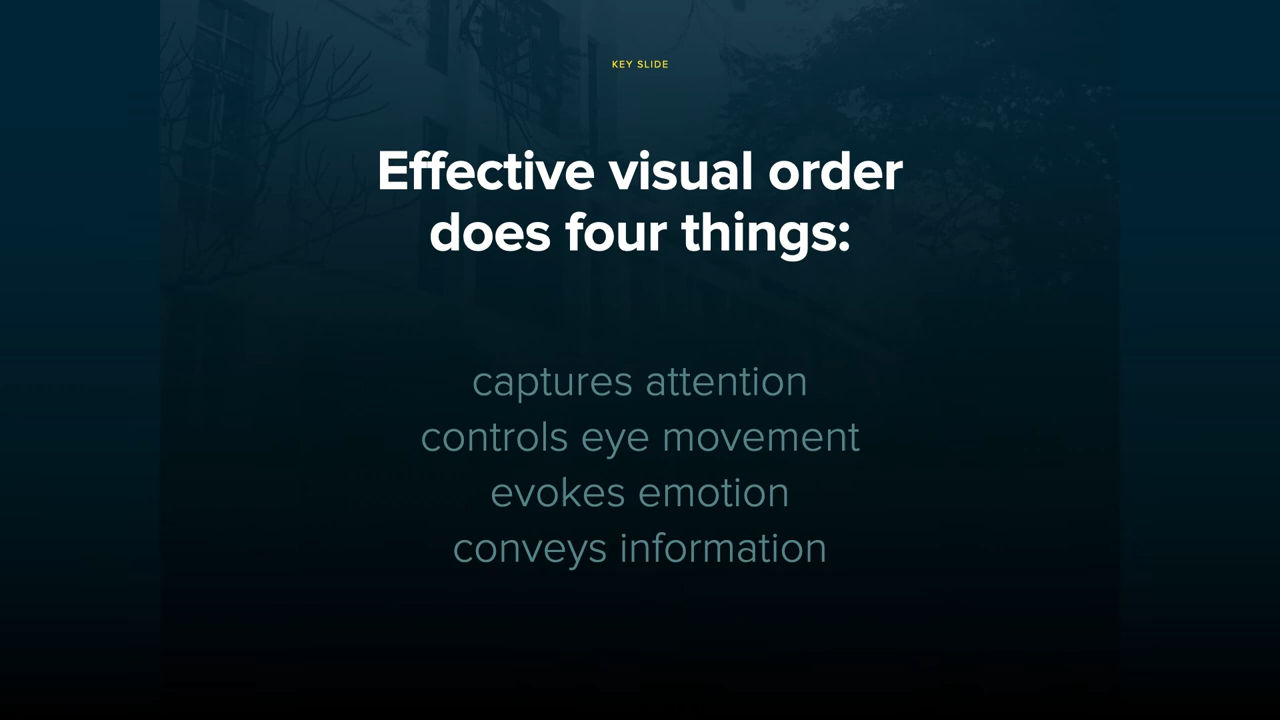 KEY SLIDE
Effective visual order
does four things:
captures attention
controls eye movement
evokes emotion
conveys information